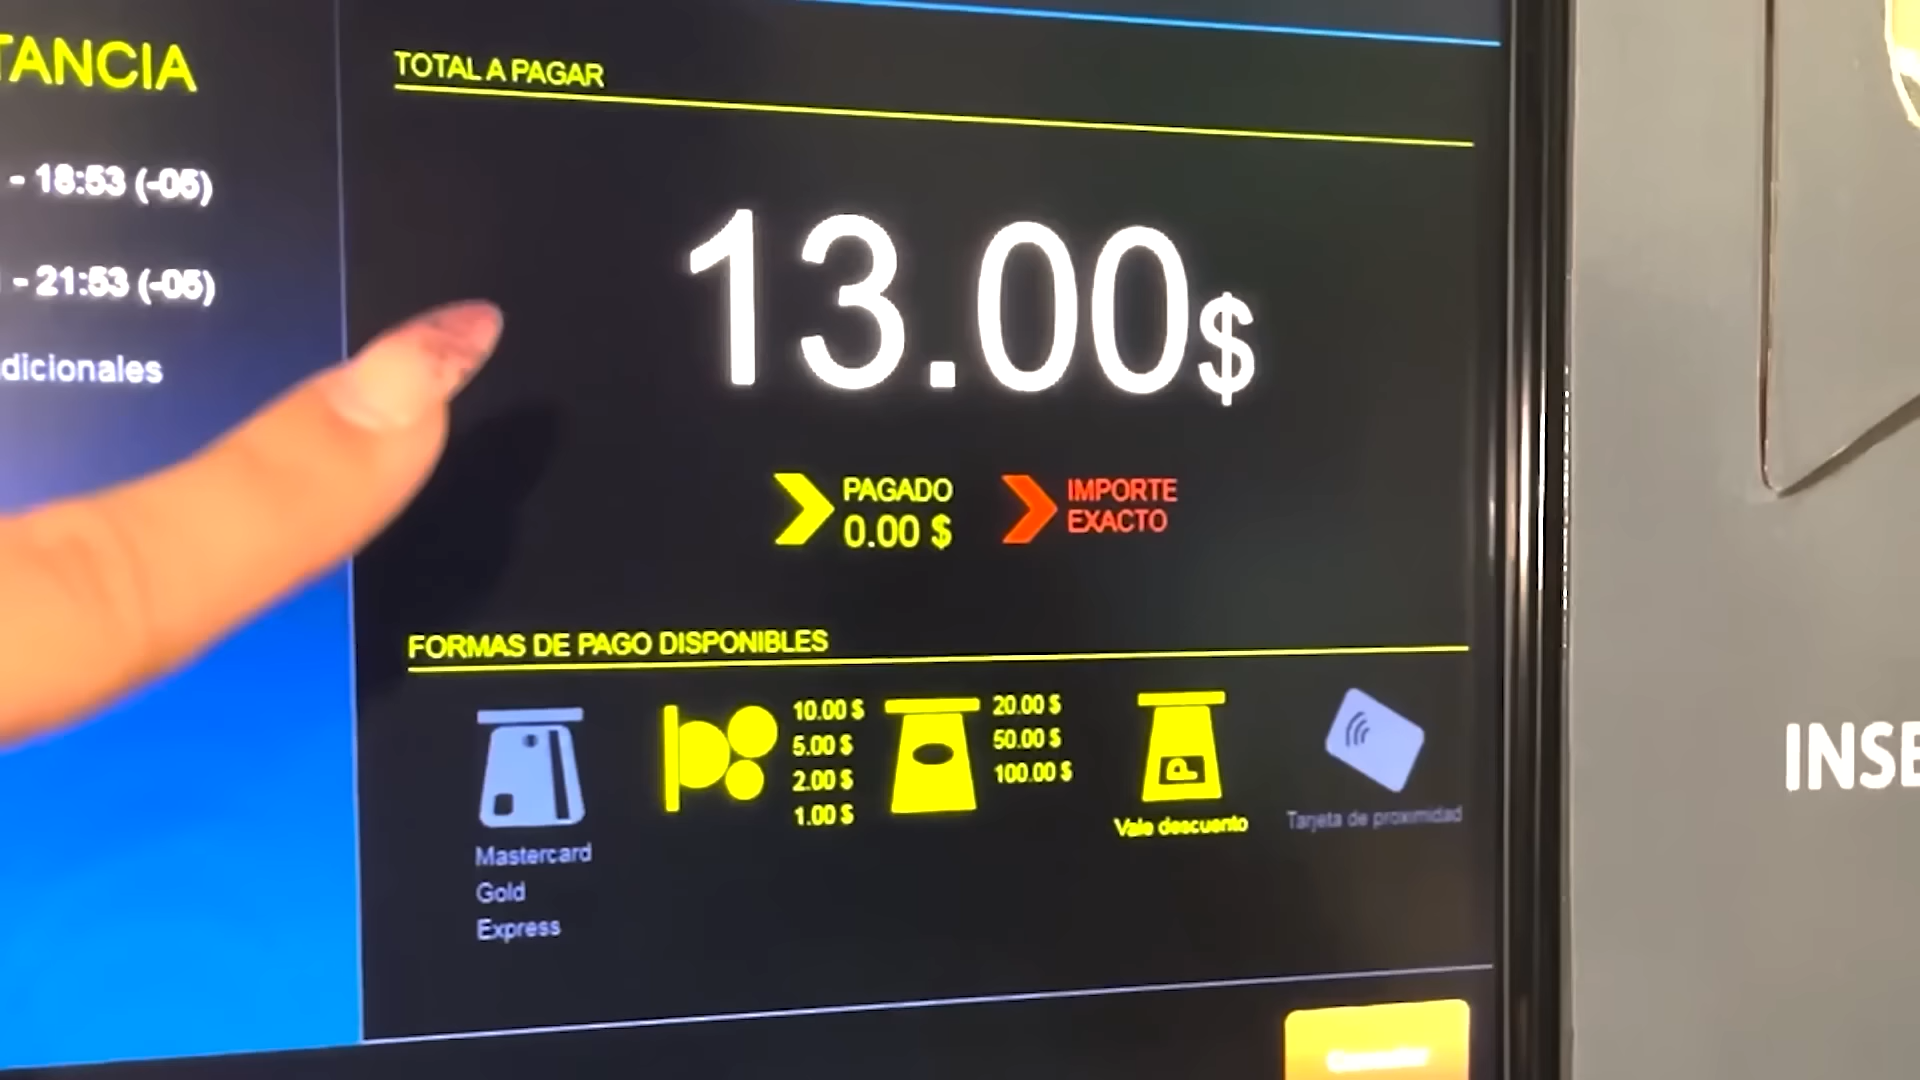 TANCIA
- 18:53 (-05)
- 21:53 (-05)
dicionales
TOTAL A PAGAR
13.00$
PAGADO
0.00 $
IMPORTE
EXACTO
FORMAS DE PAGO DISPONIBLES
Mastercard
Gold
Express
10.00 $
5.00 $
2.00 $
1.00 $
20.00 $
50.00 $
100.00 $
P
Vale descuento
Tarjeta de proximidad
INSE